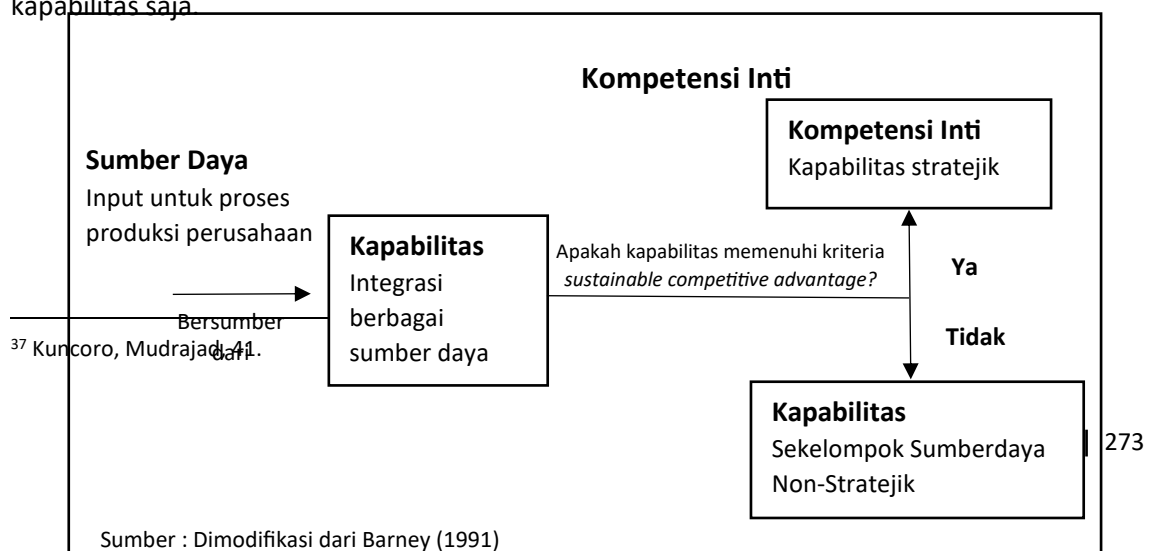 kapabilitas saja.
Kompetensi Inti
Kompetensi Inti
Kapabilitas stratejik
Sumber Daya
Input untuk proses
produksi perusahaan
Bersumber
dari
Kapabilitas
Integrasi
berbagai
sumber daya
Apakah kapabilitas memenuhi kriteria
sustainable competitive advantage?
Ya
Tidak
Kapabilitas
Sekelompok Sumberdaya
Non-Stratejik
37 Kuncoro, Mudrajad, 41.
273
Sumber : Dimodifikasi dari Barney (1991)